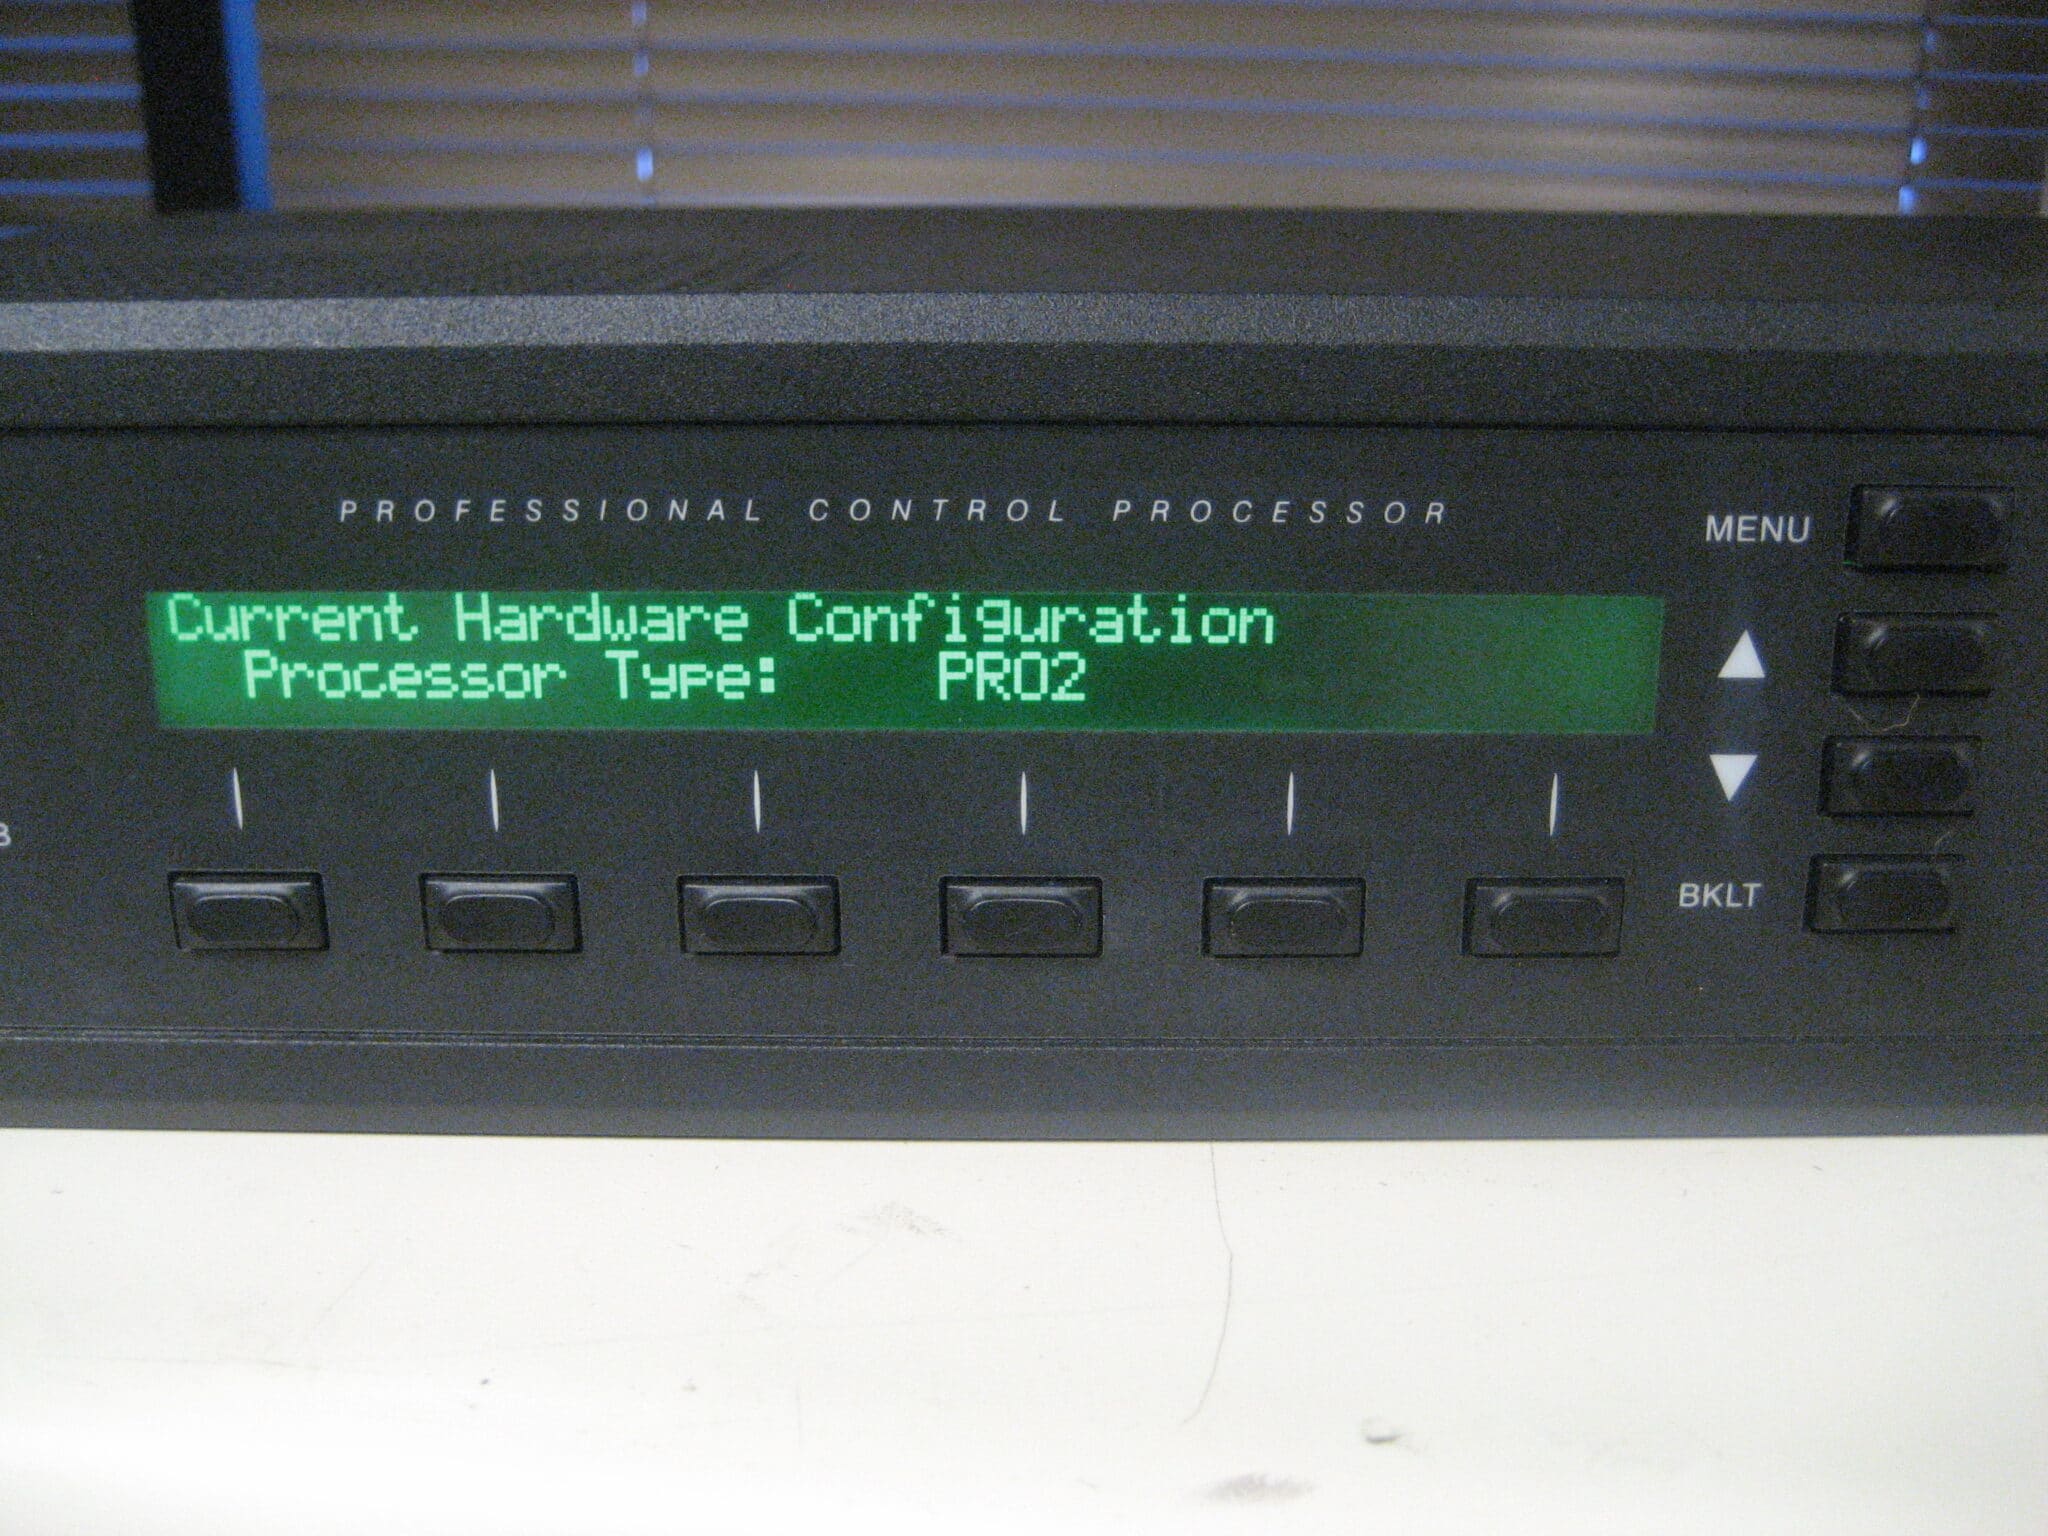 PROFESSIONAL CONTROL PROCESSOR
MENU
Current Hardware Configuration
Processor Type: PRO2
B
BKLT